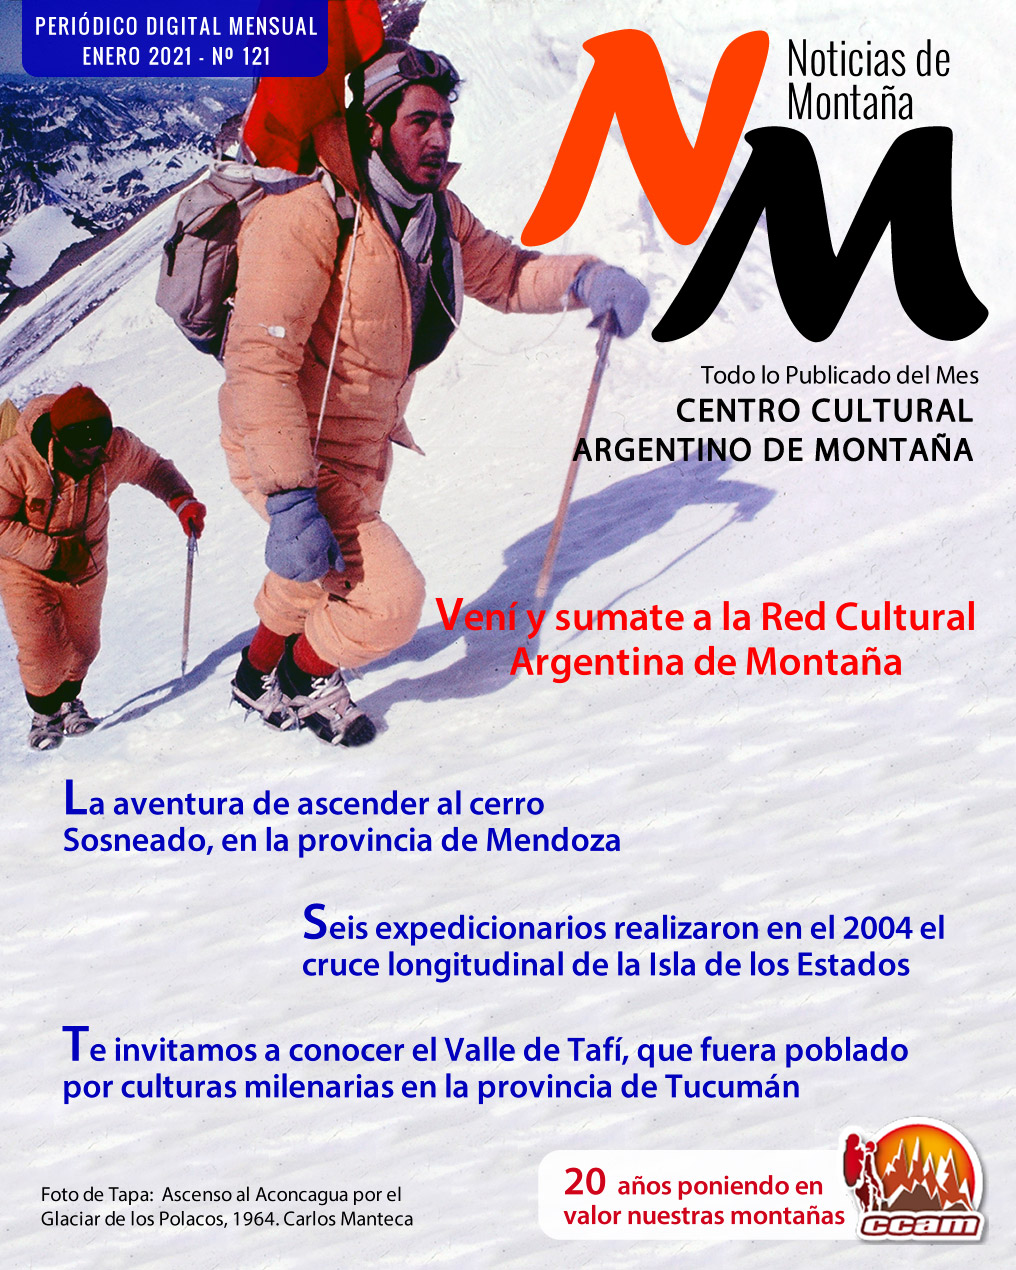 PERIÓDICO DIGITAL MENSUAL
ENERO 2021 - Nº 121
NM
Noticias de
Montaña
Todo lo Publicado del Mes
CENTRO CULTURAL
ARGENTINO DE MONTAÑA
Vení y sumate a la Red Cultural
Argentina de Montaña
La aventura de ascender al cerro
Sosneado, en la provincia de Mendoza
Seis expedicionarios realizaron en el 2004 el
cruce longitudinal de la Isla de los Estados
Te invitamos a conocer el Valle de Tafí, que fuera poblado
por culturas milenarias en la provincia de Tucumán
Foto de Tapa: Ascenso al Aconcagua por el
Glaciar de los Polacos, 1964. Carlos Manteca
20 años poniendo en
valor nuestras montañas
ccam